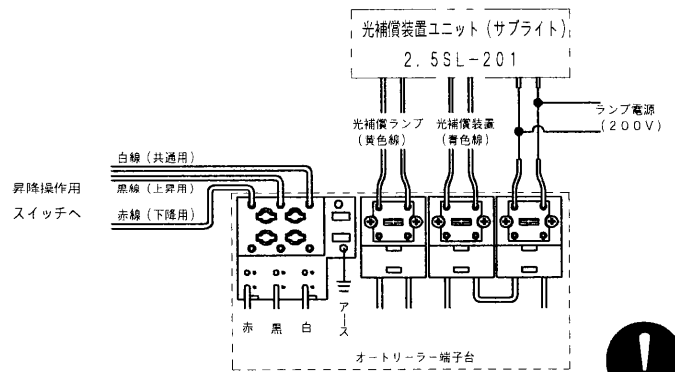 光補償装置ユニット（サブライト）
2．5SL−201
光補償ランプ
（黄色線）
光補償装置
（青色線）
ランプ電源
（200V）
白線（共通用）
黒線（上昇用）
赤線（下降用）
昇降操作用
スイッチへ
赤 黒 白
アース
オートリーラー端子台